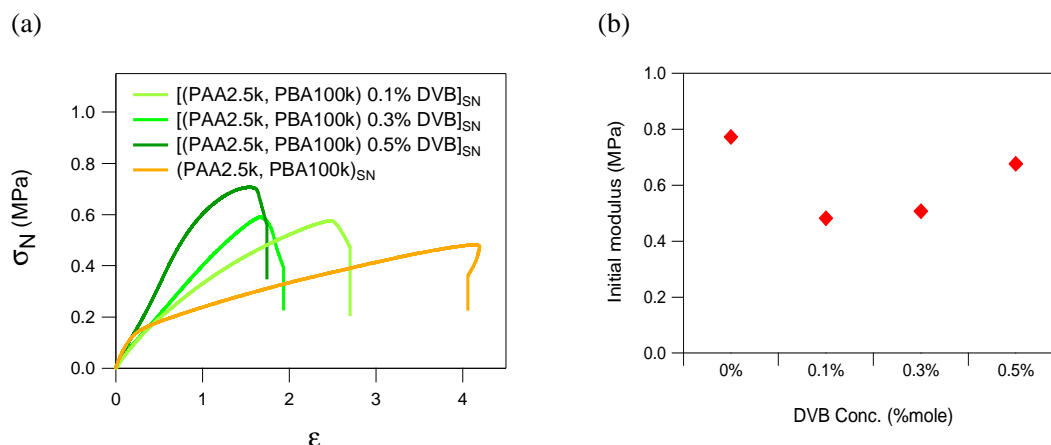 (a)
(b)
[(PAA2.5k, PBA100k) 0.1% DVB]SN
[(PAA2.5k, PBA100k) 0.3% DVB]SN
[(PAA2.5k, PBA100k) 0.5% DVB]SN
(PAA2.5k, PBA100k)SN
σN (MPa)
1.0
0.8
0.6
0.4
0.2
0.0
0
1
2
3
4
ε
Initial modulus (MPa)
1.0
0.8
0.6
0.4
0.2
0.0
0%
0.1%
0.3%
0.5%
DVB Conc. (%mole)